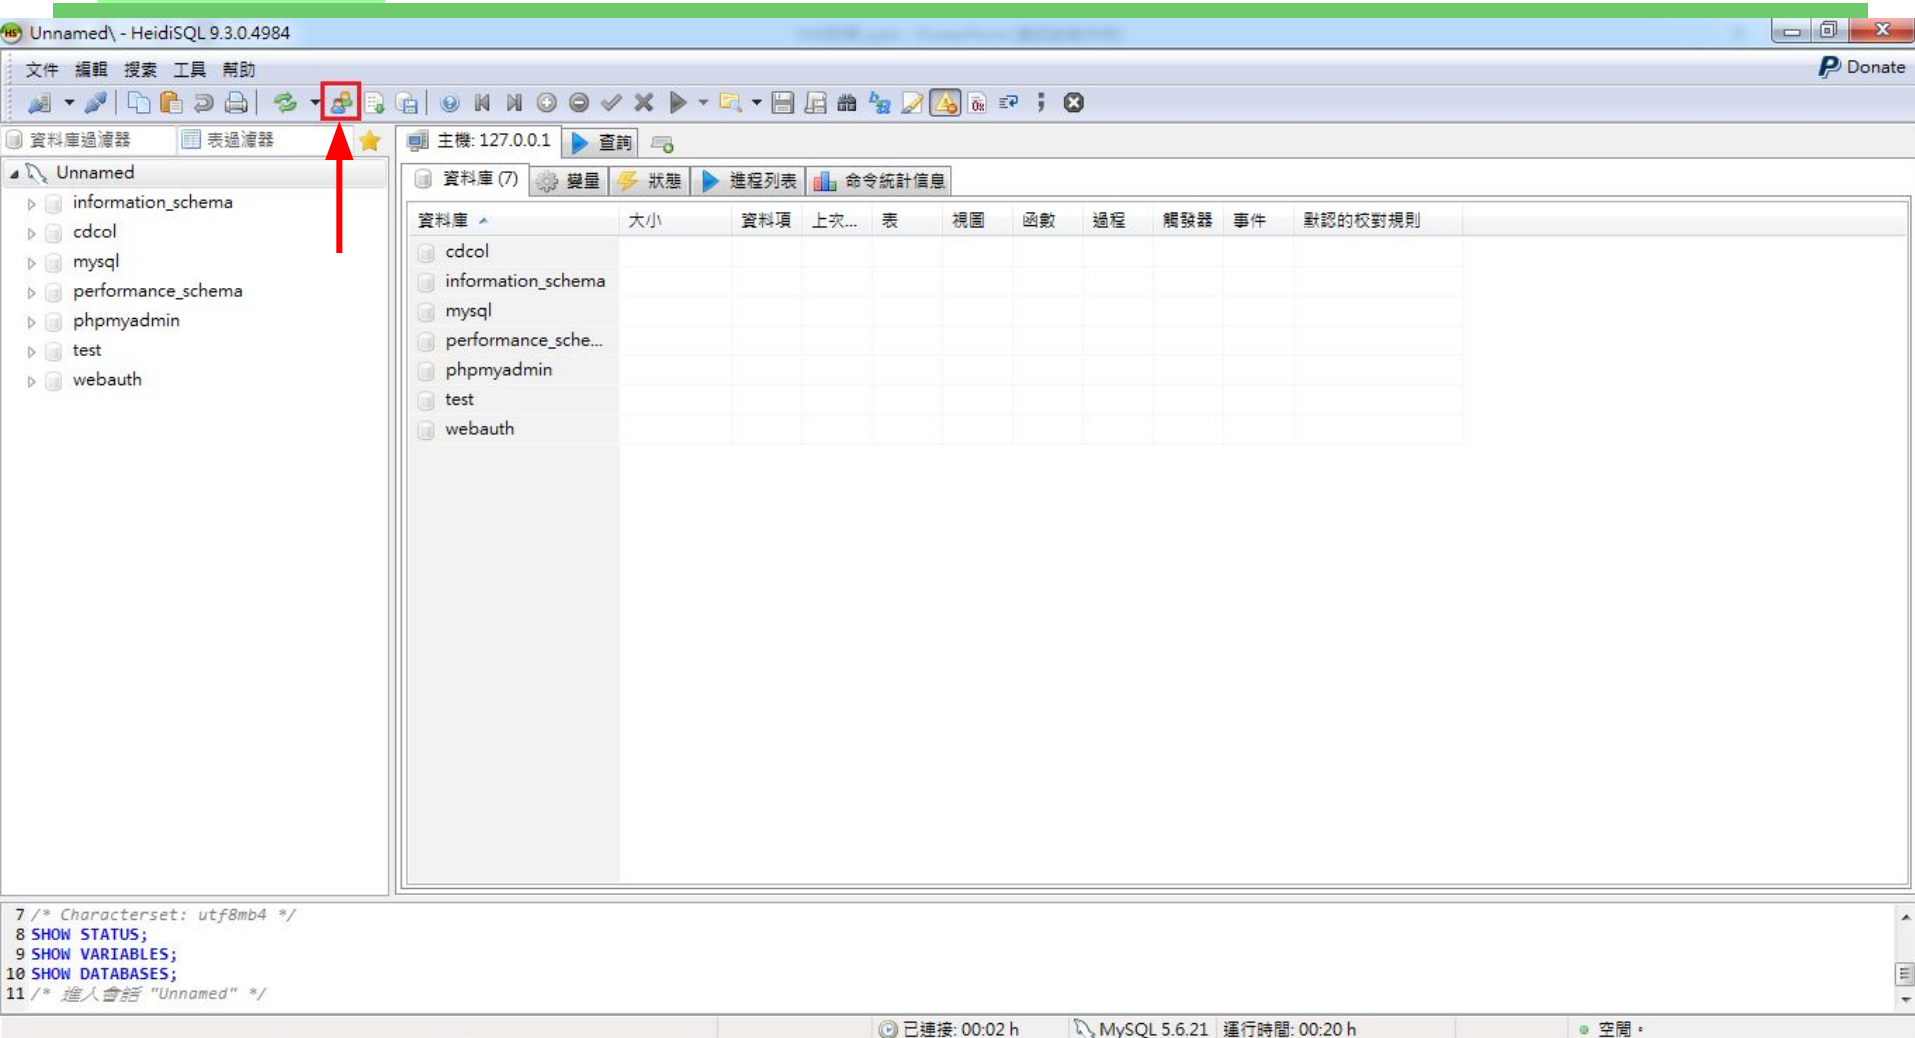 Unnamed\ - HeidiSQL 9.3.0.4984
文件 編輯 搜索 工具 幫助
Donate
資料庫過濾器 表過濾器
主機: 127.0.0.1 查詢
Unnamed
information_schema
cdcol
mysql
performance_schema
phpmyadmin
test
webauth
資料庫 (7) 變量 狀態 進程列表 命令統計信息
資料庫 大小 資料項 上次... 表 視圖 函數 過程 觸發器 事件 默認的校對規則
cdcol
information_schema
mysql
performance_sche...
phpmyadmin
test
webauth
7 /* Characterset: utf8mb4 */
8 SHOW STATUS;
9 SHOW VARIABLES;
10 SHOW DATABASES;
11 /* 進入會話 "Unnamed" */
已連接: 00:02 h MySQL 5.6.21 運行時間: 00:20 h 空閒。